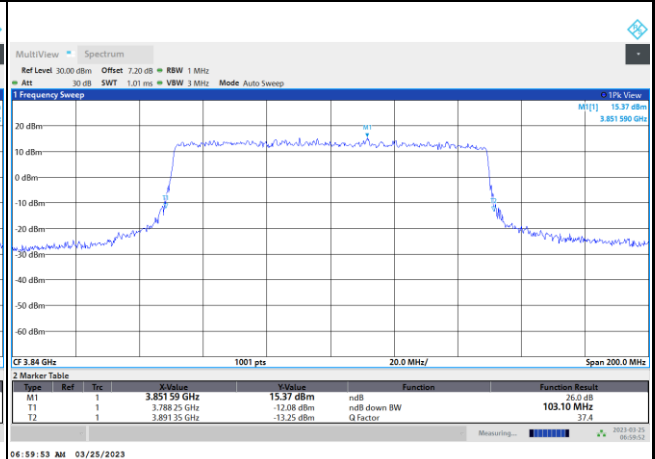 MultiView Spectrum
Ref Level 30.00 dBm Offset 7.20 dB RBW 1 MHz
Att 30 dB SWT 1.01 ms VBW 3 MHz Mode Auto Sweep
1 Frequency Sweep 1Pk View
M1[1] 15.37 dBm
3.851 590 GHz
M1
20 dBm
10 dBm
0 dBm
T1
T2
-10 dBm
-20 dBm
-30 dBm
-40 dBm
-50 dBm
-60 dBm
CF 3.84 GHz 1001 pts 20.0 MHz/ Span 200.0 MHz
2 Marker Table
Type Ref Trc X-Value Y-Value Function Function Result
M1 1 3.851 59 GHz 15.37 dBm ndB 26.0 dB
T1 1 3.788 25 GHz -12.08 dBm ndB down BW 103.10 MHz
T2 1 3.891 35 GHz -13.25 dBm Q Factor 37.4
Measuring... 2023-03-25
06:59:52
06:59:53 AM 03/25/2023